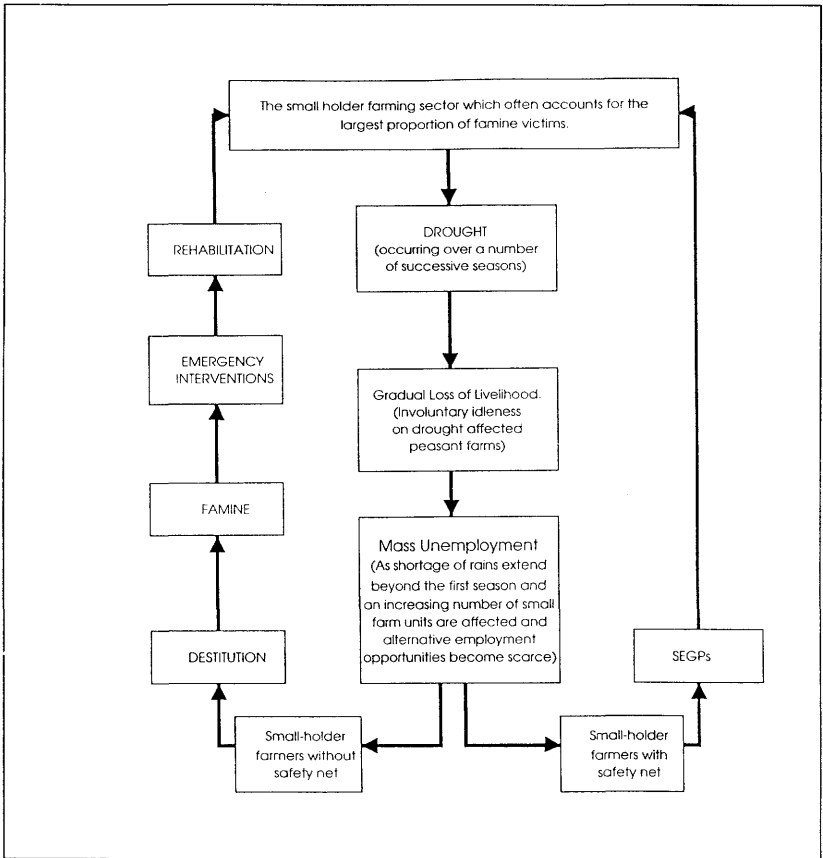 The small holder farming sector which often accounts for the
largest proportion of famine victims.
DROUGHT
(occurring over a number
of successive seasons)
REHABILITATION
EMERGENCY
INTERVENTIONS
Gradual Loss of Livelihood.
(Involuntary idleness
on drought affected
peasant farms)
FAMINE
Mass Unemployment
(As shortage of rains extend
beyond the first season and
an increasing number of small
farm units are affected and
alternative employment
opportunities become scarce)
DESTITUTION
SEGPs
Small-holder
farmers without
safety net
Small-holder
farmers with
safety net